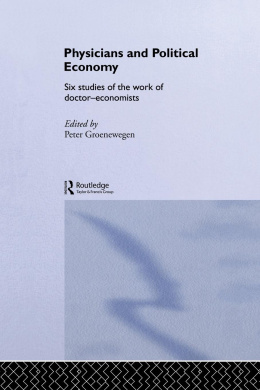 Physicians and Political
Economy
Six studies of the work of
doctor–economists
Edited by
Peter Groenewegen
Routledge
Taylor & Francis Group